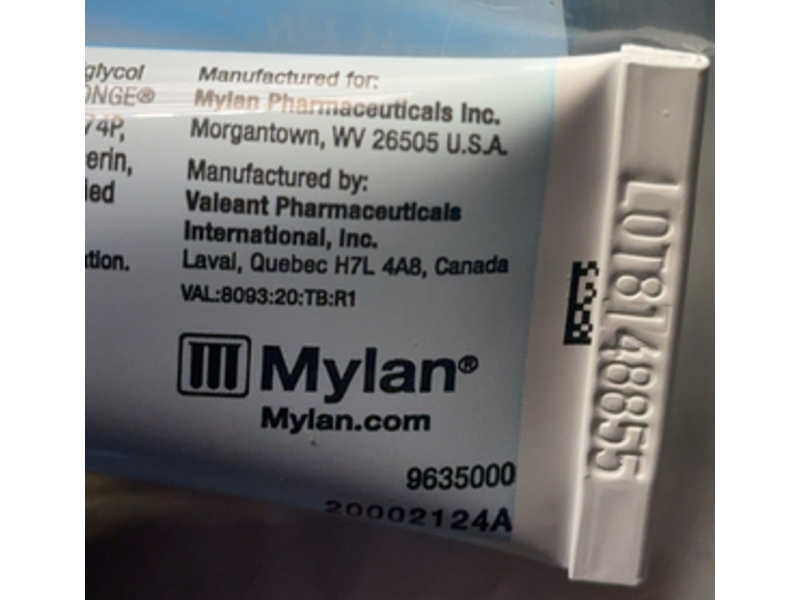 glycol
ONGE®
74P,
erin,
led
tion.
Manufactured for:
Mylan Pharmaceuticals Inc.
Morgantown, WV 26505 U.S.A.
Manufactured by:
Valeant Pharmaceuticals
International, Inc.
Laval, Quebec H7L 4A8, Canada
VAL:8093:20:TB:R1
Mylan®
Mylan.com
9635000
20002124A
LOT8148855